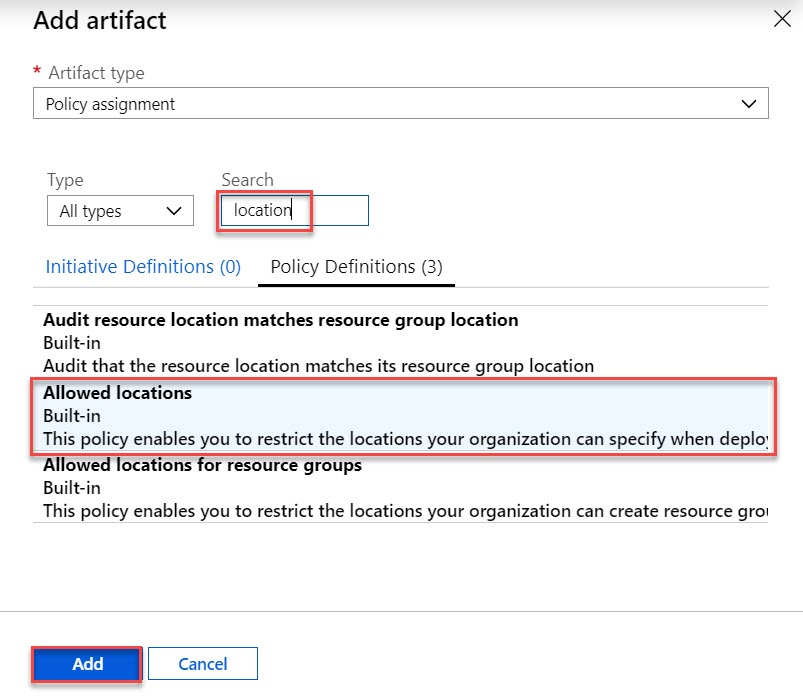 Add artifact
* Artifact type
Policy assignment
Type
Search
All types
location
Initiative Definitions (0)
Policy Definitions (3)
Audit resource location matches resource group location
Built-in
Audit that the resource location matches its resource group location
Allowed locations
Built-in
This policy enables you to restrict the locations your organization can specify when deploy
Allowed locations for resource groups
Built-in
This policy enables you to restrict the locations your organization can create resource grou
Add
Cancel